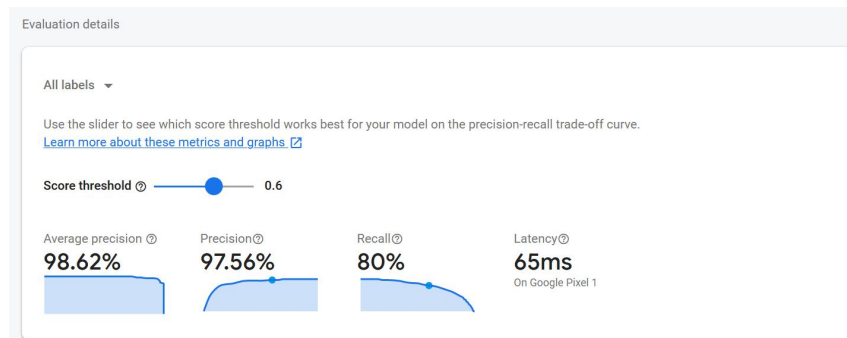 Evaluation details
All labels
Use the slider to see which score threshold works best for your model on the precision-recall trade-off curve.
Learn more about these metrics and graphs
Score threshold 0.6
Average precision Precision Recall Latency
98.62% 97.56% 80% 65ms
On Google Pixel 1